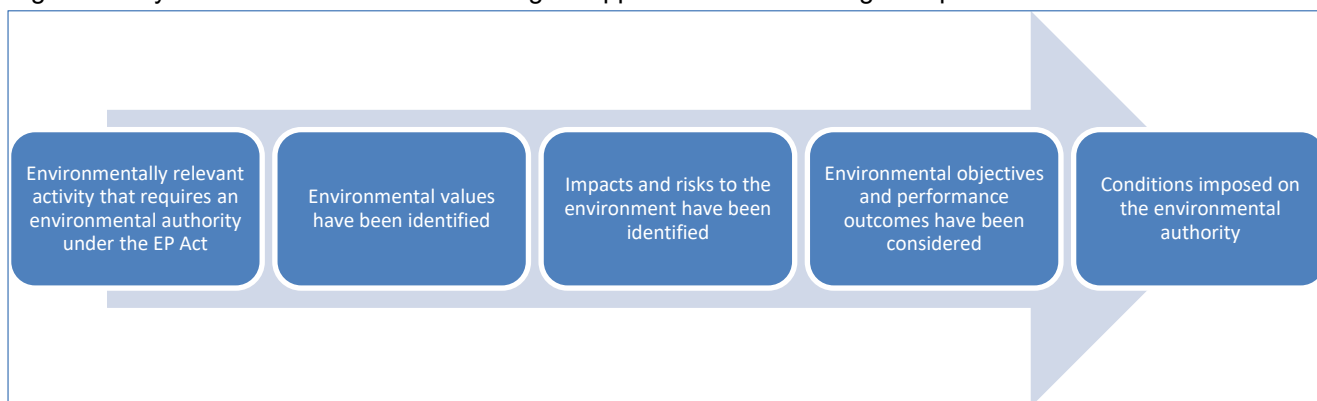 Environmentally relevant
activity that requires an
environmental authority
under the EP Act
Environmental values
have been identified
Impacts and risks to the
environment have been
identified
Environmental objectives
and performance
outcomes have been
considered
Conditions imposed on
the environmental
authority